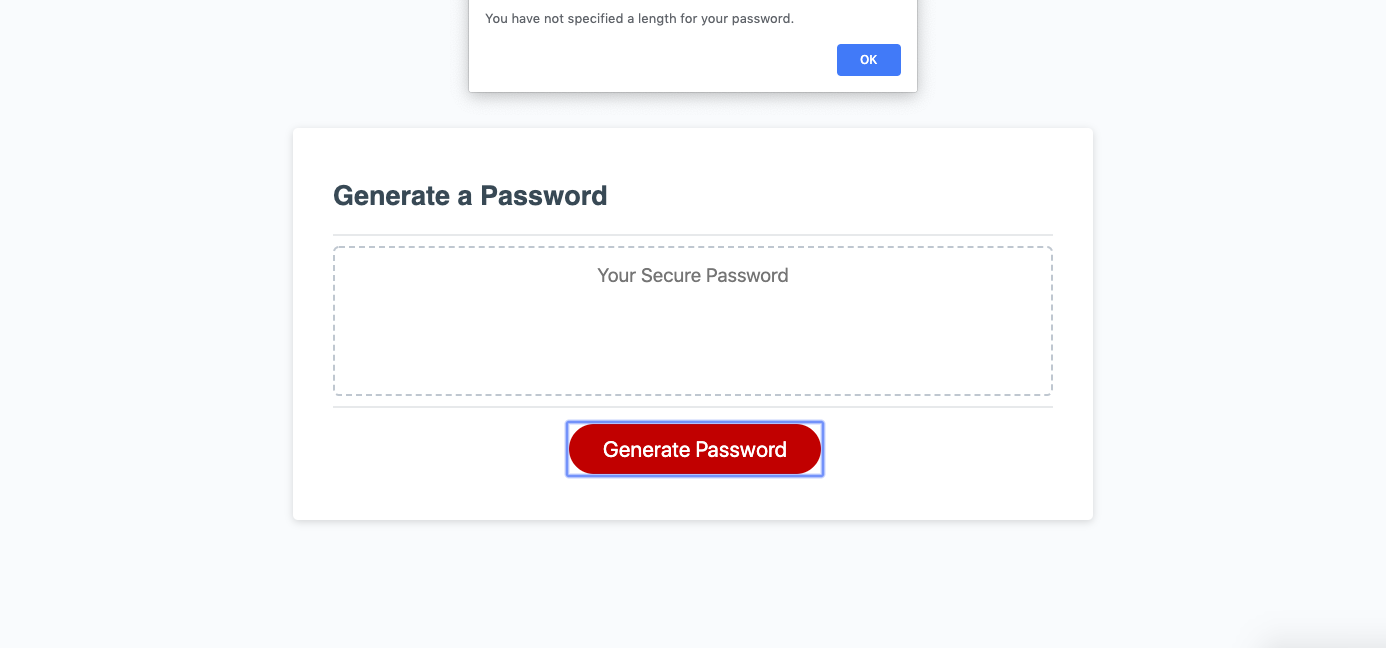 You have not specified a length for your password.
OK
Generate a Password
Your Secure Password
Generate Password